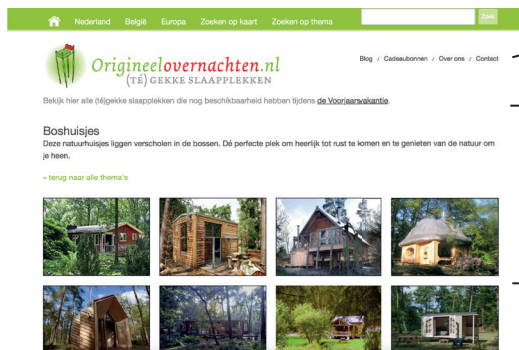 Nederland België Europa Zoeken op kaart Zoeken op thema Zoek
Origineelovernachten.nl
(TÉ) GEKKE SLAAPPLEKKEN
Blog / Cadeaubonnen / Over ons / Contact
Bekijk hier alle (té)gekke slaapplekken die nog beschikbaarheid hebben tijdens de Voorjaarsvakantie.
Boshuisjes
Deze natuurhuisjes liggen verscholen in de bossen. Dé perfecte plek om heerlijk tot rust te komen en te genieten van de natuur om
je heen.
« terug naar alle thema's